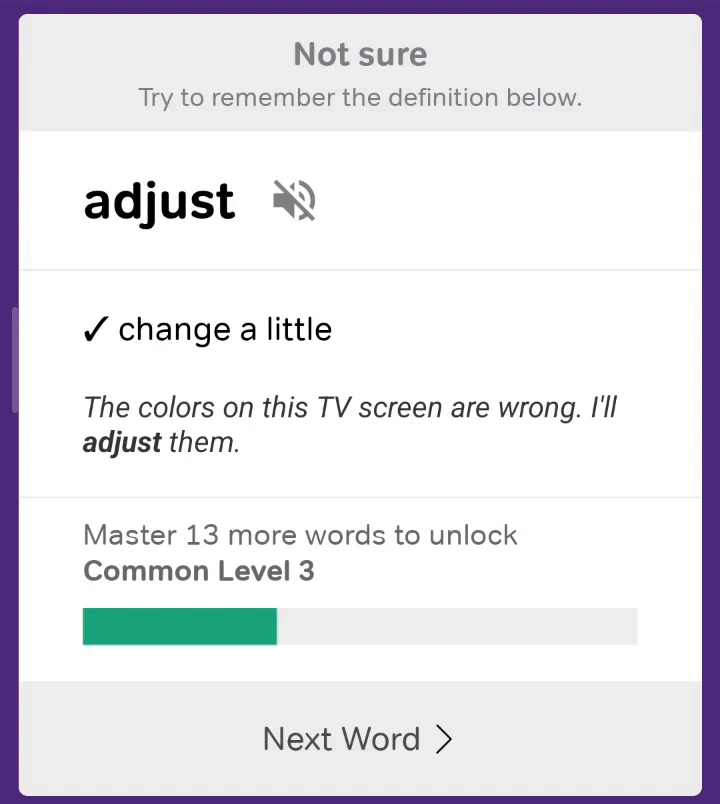 Not sure
Try to remember the definition below.
adjust
✓ change a little
The colors on this TV screen are wrong. I'll
adjust them.
Master 13 more words to unlock
Common Level 3
Next Word >